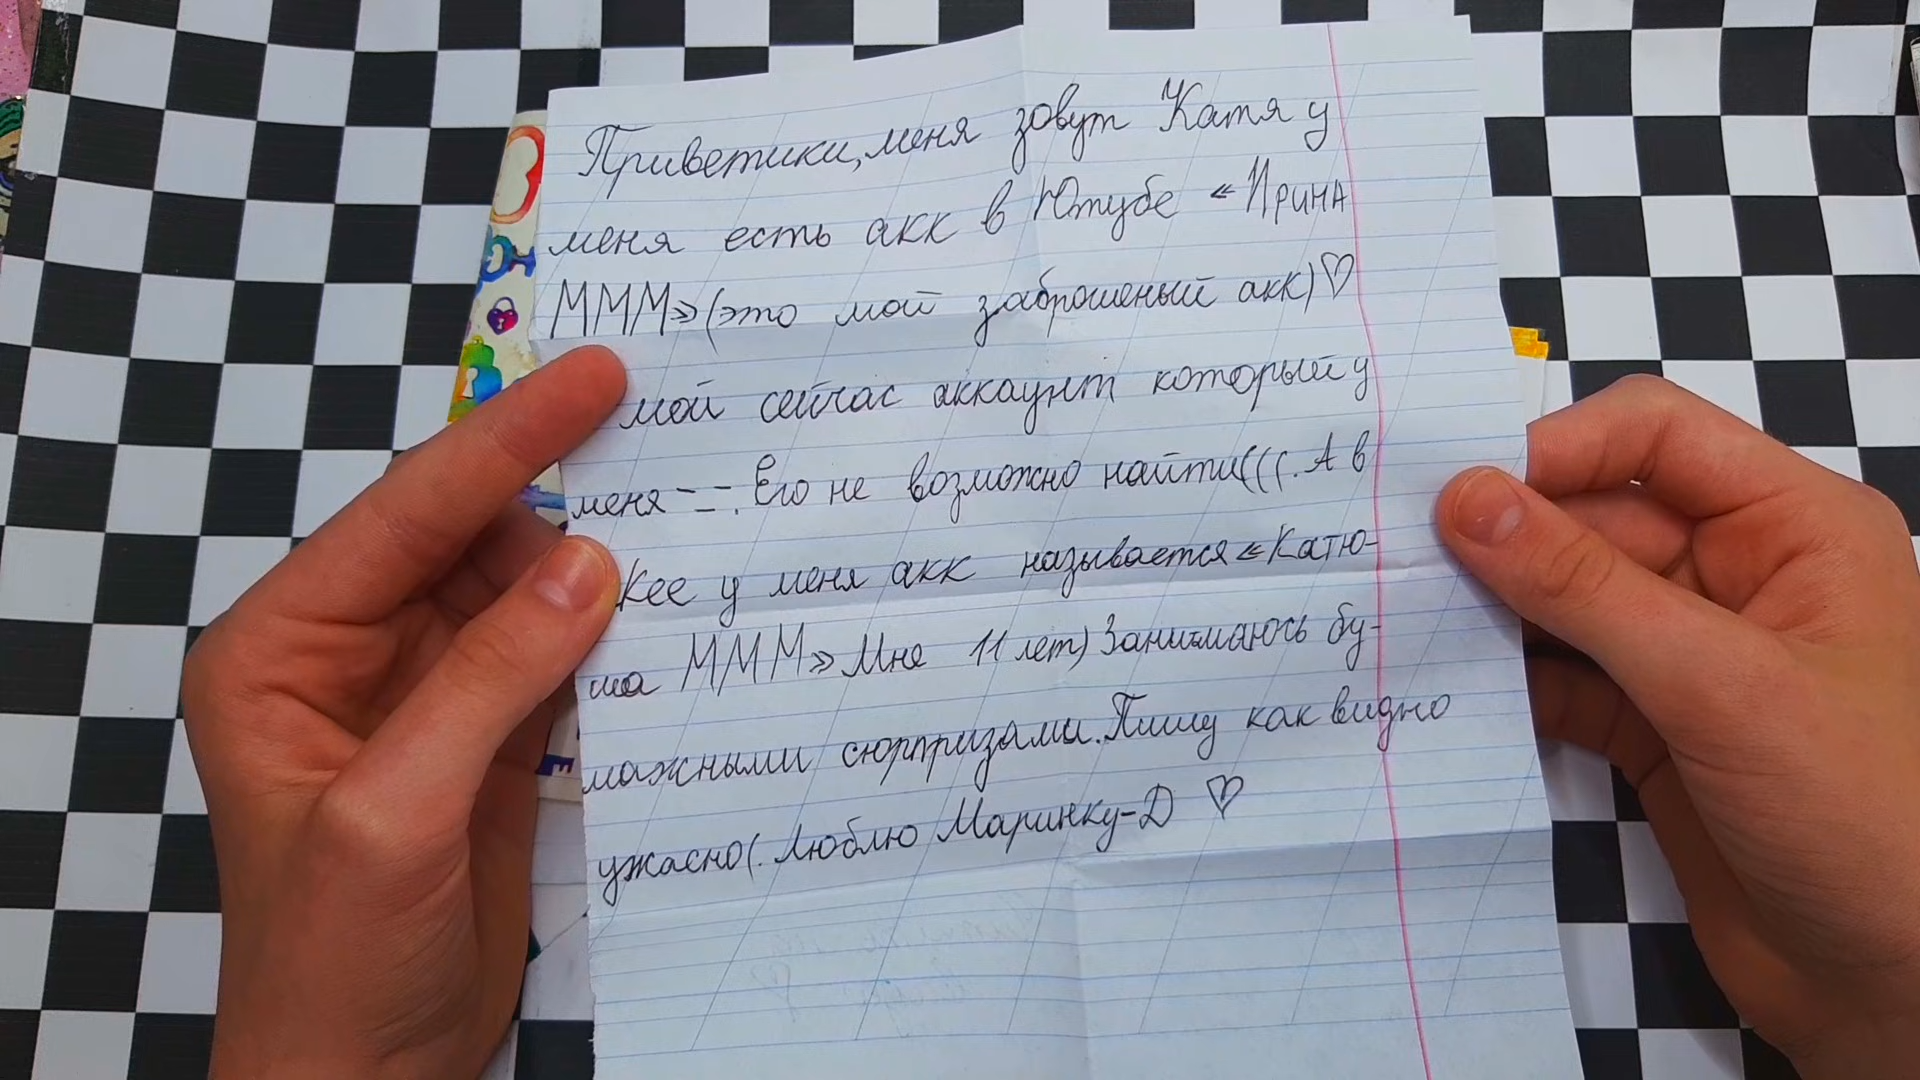 Приветики, меня зовут Катя у
меня есть акк в Ютубе «Ирина
МММ» (это мой заброшеный акк)♡
мой сейчас аккаунт который у
меня - - . Его не возможно найти(((. А в
Кее у меня акк называется «Катю-
ша МММ» Мне 11 лет) Занимаюсь бу-
мажными сюрпризами. Пишу как видно
ужасно(. Люблю Маринку-Д ♡